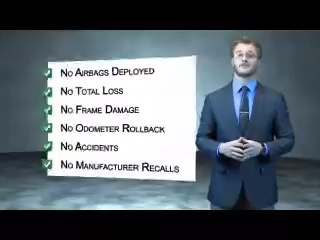 No Airbags Deployed
No Total Loss
No Frame Damage
No Odometer Rollback
No Accidents
No Manufacturer Recalls